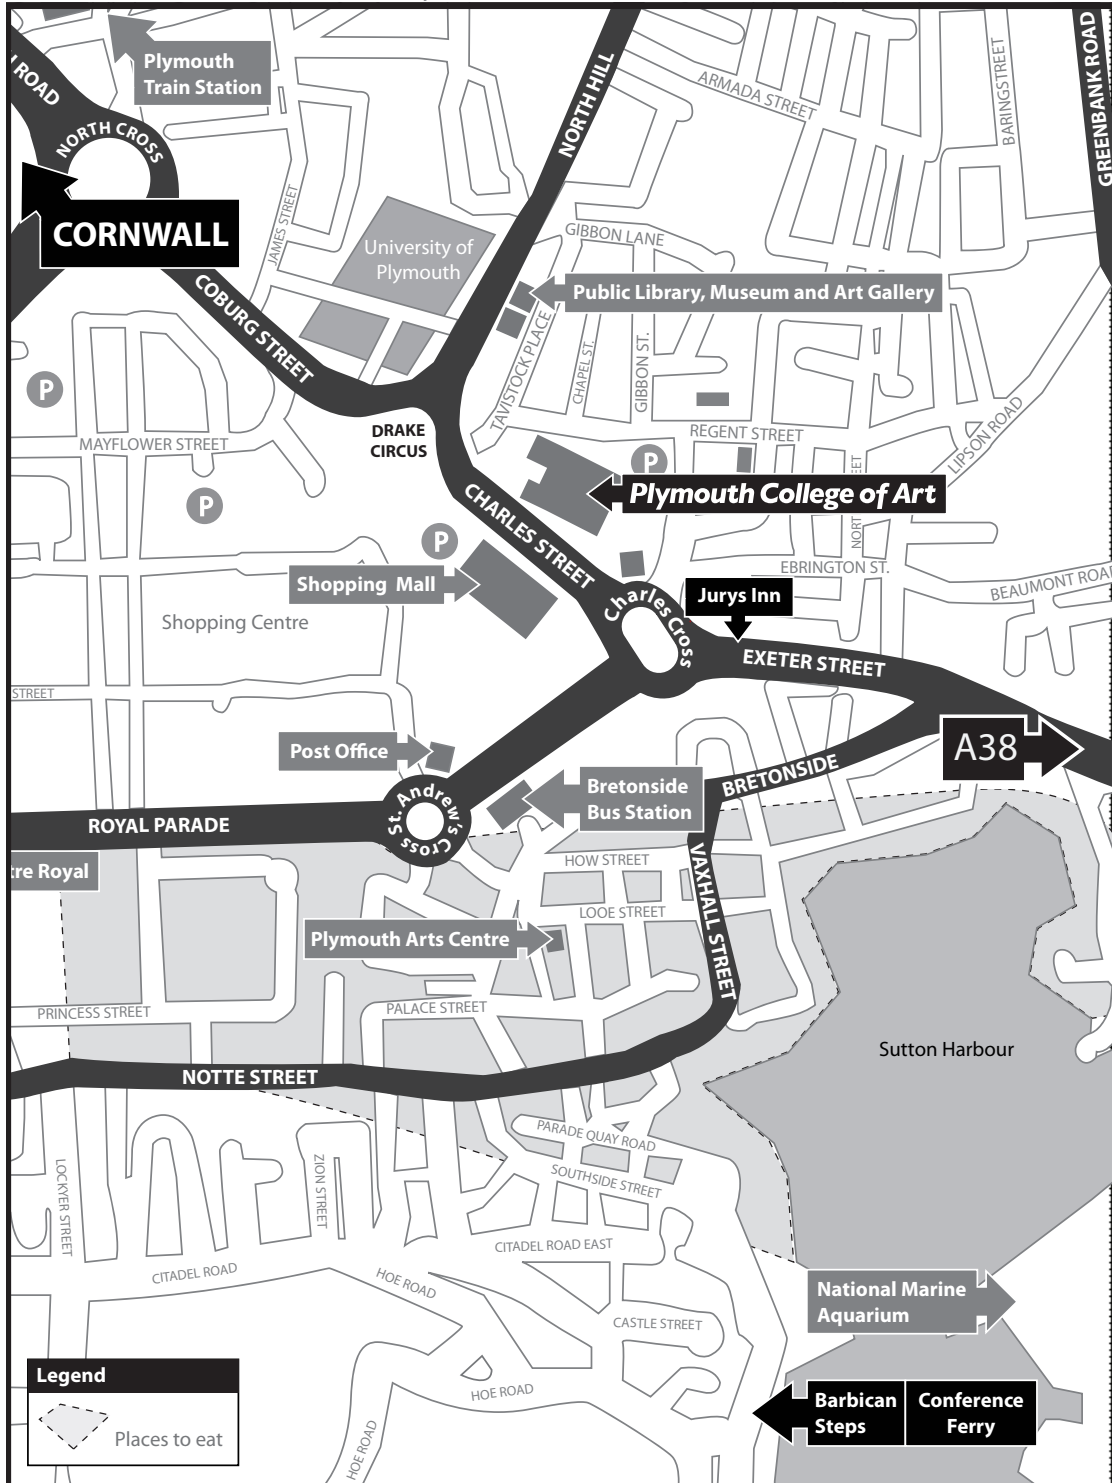 Plymouth
Train Station
ROAD
NORTH CROSS
CORNWALL
JAMES STREET
University of
Plymouth
NORTH HILL
ARMADA STREET
BARINGSTREET
GREENBANK ROAD
GIBBON LANE
Public Library, Museum and Art Gallery
COBURG STREET
TAVISTOCK PLACE
CHAPEL ST.
GIBBON ST.
P
MAYFLOWER STREET
DRAKE
CIRCUS
REGENT STREET
LIPSON ROAD
P
P
Plymouth College of Art
CHARLES STREET
P
EBRINGTON ST.
BEAUMONT ROAD
Shopping Mall
Shopping Centre
Charles Cross
Jurys Inn
EXETER STREET
STREET
Post Office
A38
BRETONSIDE
Bretonside
Bus Station
St. Andrew's Cross
ROYAL PARADE
tre Royal
HOW STREET
VAXHALL STREET
LOOE STREET
Plymouth Arts Centre
PRINCESS STREET
PALACE STREET
Sutton Harbour
NOTTE STREET
PARADE QUAY ROAD
SOUTHSIDE STREET
LOCKYER STREET
ZION STREET
CITADEL ROAD EAST
CITADEL ROAD
HOE ROAD
National Marine
Aquarium
CASTLE STREET
Legend
Places to eat
HOE ROAD
HOE ROAD
Barbican
Steps
Conference
Ferry